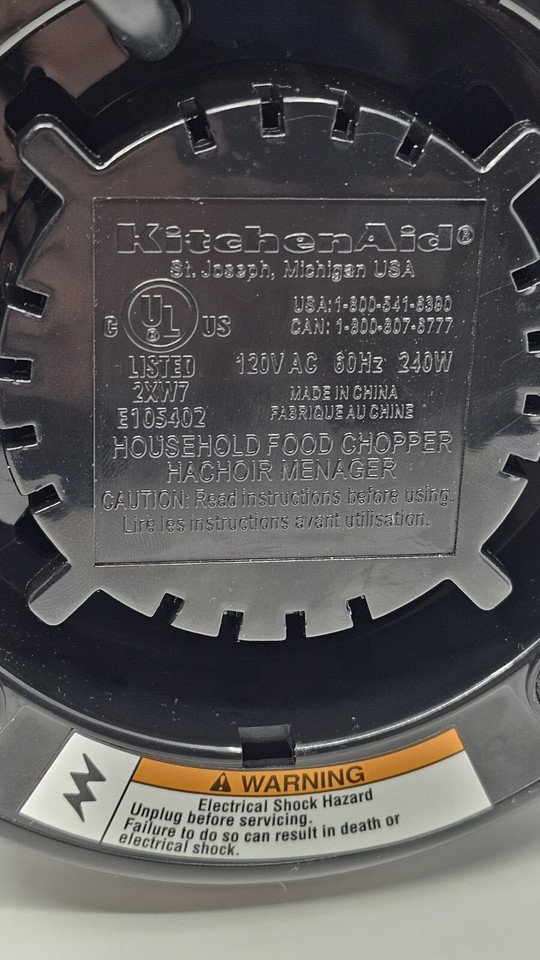 KitchenAid®
St. Joseph, Michigan USA
C UL® US
LISTED
2XW7
E105402
USA: 1-800-541-6390
CAN: 1-800-807-6777
120V AC 60Hz 240W
MADE IN CHINA
FABRIQUE AU CHINE
HOUSEHOLD FOOD CHOPPER
HACHOIR MENAGER
CAUTION: Read instructions before using.
Lire les instructions avant utilisation.
WARNING
Electrical Shock Hazard
Unplug before servicing.
Failure to do so can result in death or
electrical shock.